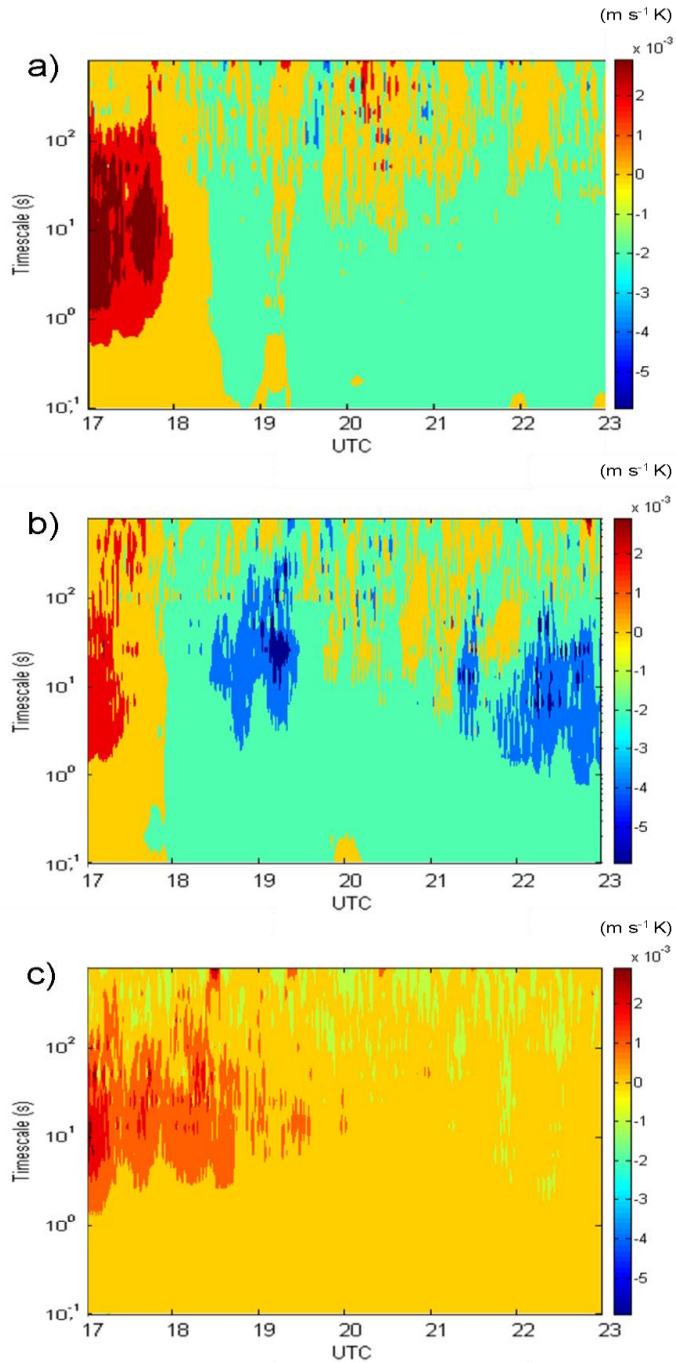 (m s⁻¹ K)
x 10⁻³
a)
2
1
0
-1
-2
-3
-4
-5
10²
10¹
10⁰
10,¹
Timescale (s)
17 18 19 20 21 22 23
UTC
(m s⁻¹ K)
x 10⁻³
b)
2
1
0
-1
-2
-3
-4
-5
10²
10¹
10⁰
10,¹
Timescale (s)
17 18 19 20 21 22 23
UTC
(m s⁻¹ K)
x 10⁻³
c)
2
1
0
-1
-2
-3
-4
-5
10²
10¹
10⁰
10,¹
Timescale (s)
17 18 19 20 21 22 23
UTC